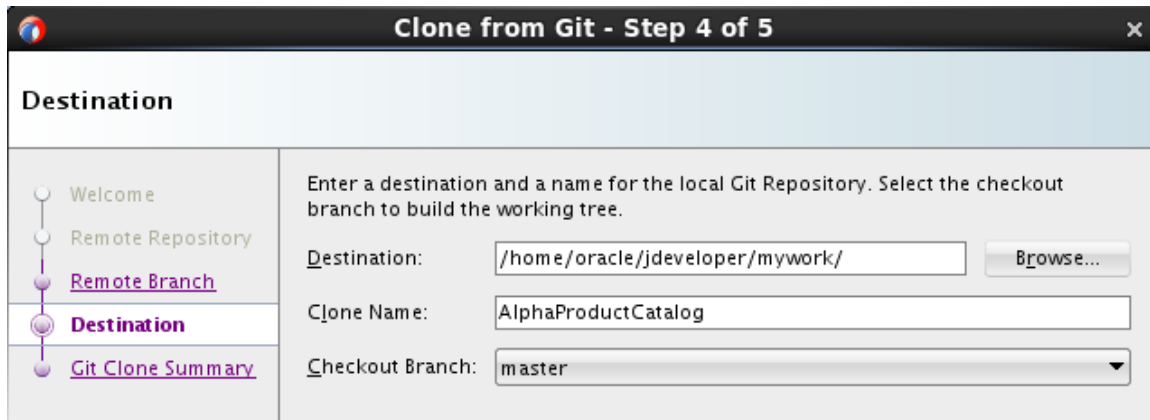 Clone from Git - Step 4 of 5
Destination
Welcome
Remote Repository
Remote Branch
Destination
Git Clone Summary
Enter a destination and a name for the local Git Repository. Select the checkout
branch to build the working tree.
Destination: /home/oracle/jdeveloper/mywork/ Browse...
Clone Name: AlphaProductCatalog
Checkout Branch: master